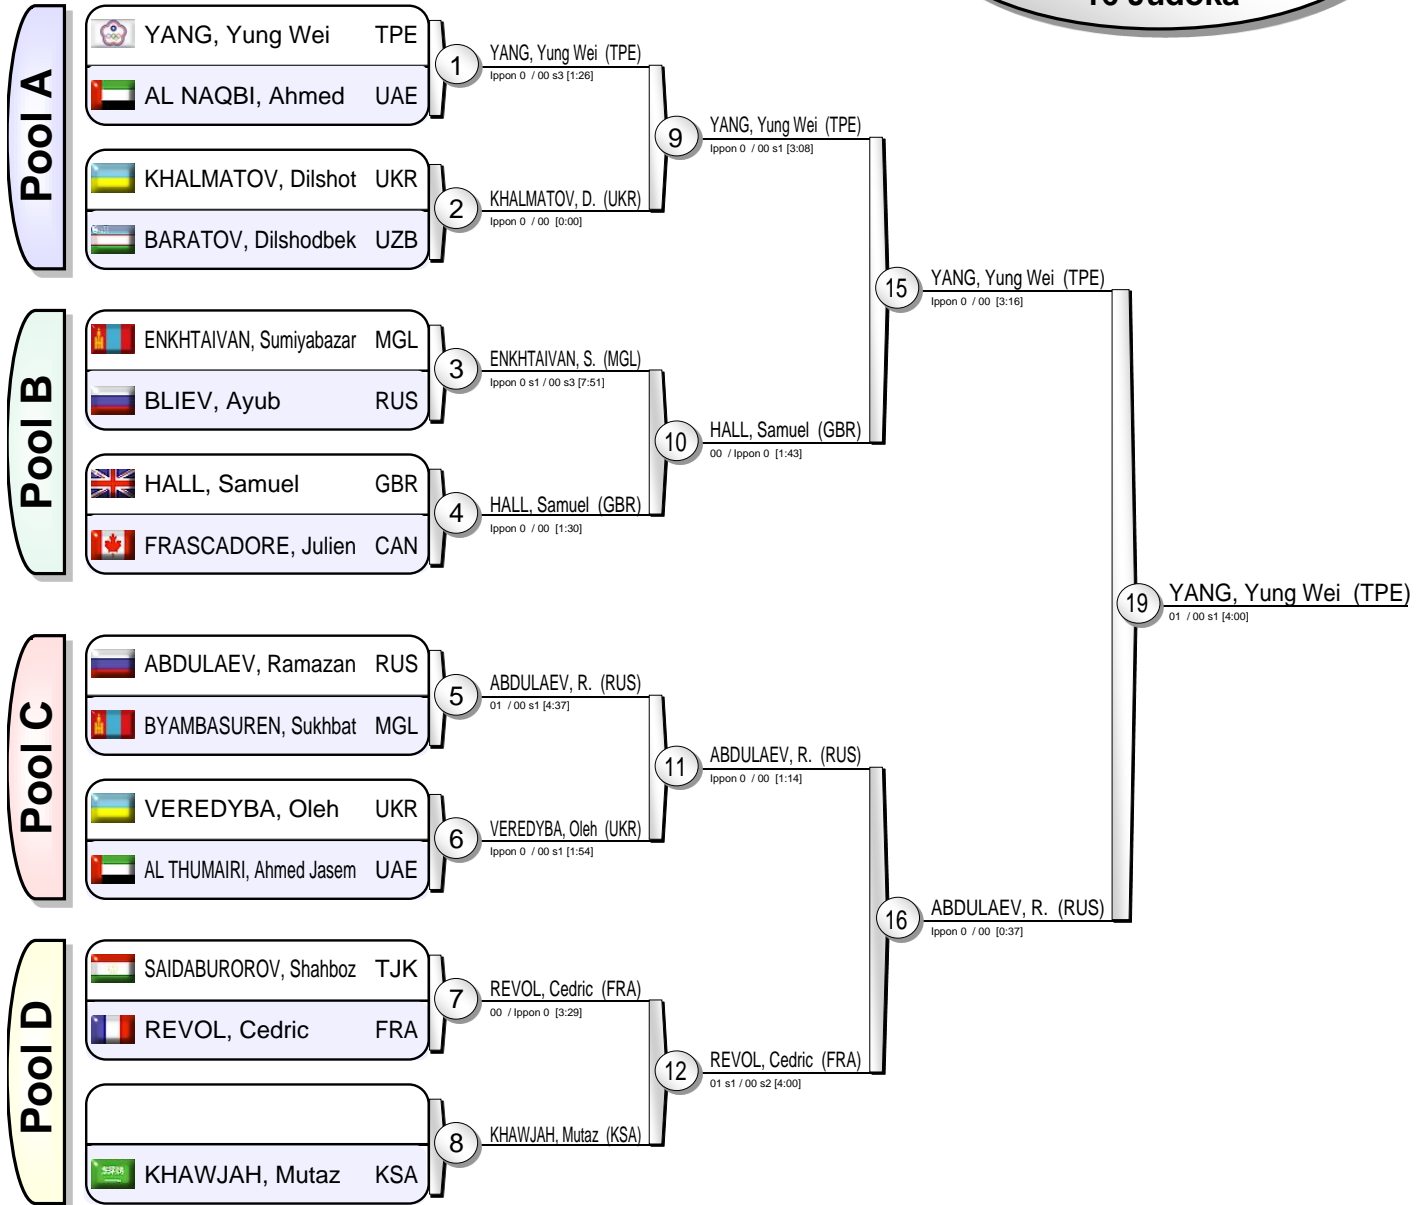 16 Judoka
Pool A
YANG, Yung Wei TPE
AL NAQBI, Ahmed UAE
KHALMATOV, Dilshot UKR
BARATOV, Dilshodbek UZB
1
YANG, Yung Wei (TPE)
Ippon 0 / 00 s3 [1:26]
2
KHALMATOV, D. (UKR)
Ippon 0 / 00 [0:00]
9
YANG, Yung Wei (TPE)
Ippon 0 / 00 s1 [3:08]
Pool B
ENKHTAIVAN, Sumiyabazar MGL
BLIEV, Ayub RUS
HALL, Samuel GBR
FRASCADORE, Julien CAN
3
ENKHTAIVAN, S. (MGL)
Ippon 0 s1 / 00 s3 [7:51]
4
HALL, Samuel (GBR)
Ippon 0 / 00 [1:30]
10
HALL, Samuel (GBR)
00 / Ippon 0 [1:43]
15
YANG, Yung Wei (TPE)
Ippon 0 / 00 [3:16]
Pool C
ABDULAEV, Ramazan RUS
BYAMBASUREN, Sukhbat MGL
VEREDYBA, Oleh UKR
AL THUMAIRI, Ahmed Jasem UAE
5
ABDULAEV, R. (RUS)
01 / 00 s1 [4:37]
6
VEREDYBA, Oleh (UKR)
Ippon 0 / 00 s1 [1:54]
11
ABDULAEV, R. (RUS)
Ippon 0 / 00 [1:14]
Pool D
SAIDABUROROV, Shahboz TJK
REVOL, Cedric FRA
KHAWJAH, Mutaz KSA
7
REVOL, Cedric (FRA)
00 / Ippon 0 [3:29]
8
KHAWJAH, Mutaz (KSA)
12
REVOL, Cedric (FRA)
01 s1 / 00 s2 [4:00]
16
ABDULAEV, R. (RUS)
Ippon 0 / 00 [0:37]
19
YANG, Yung Wei (TPE)
01 / 00 s1 [4:00]